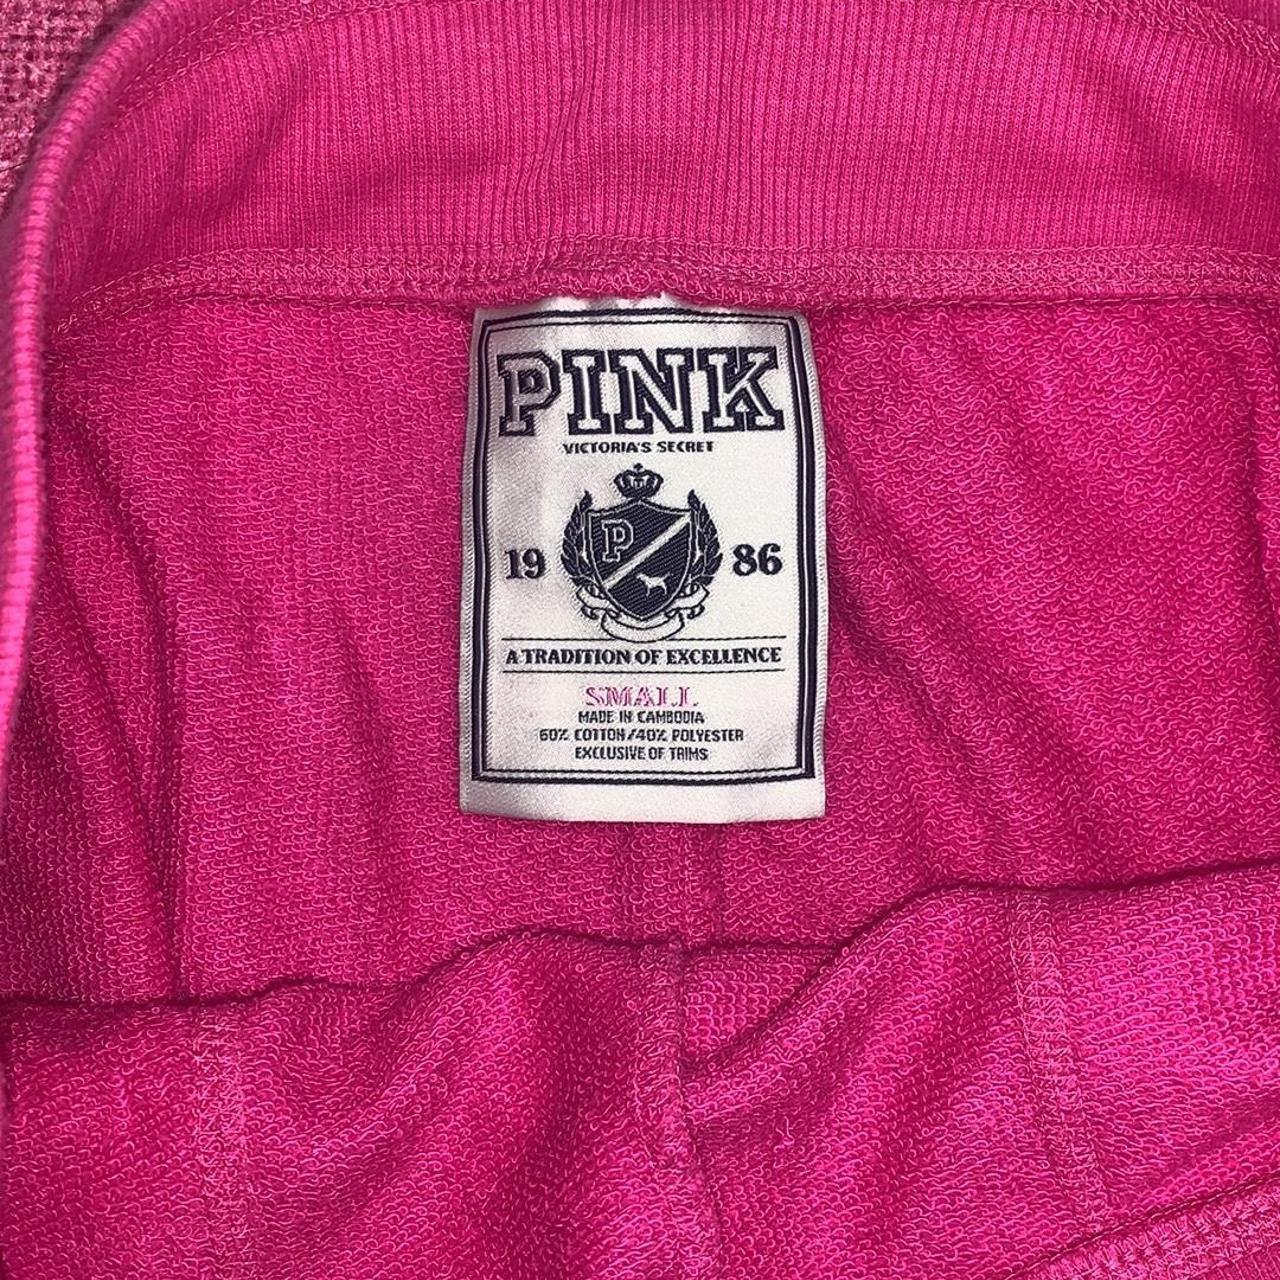 PINK
VICTORIA'S SECRET
P
19 86
A TRADITION OF EXCELLENCE
SMALL
MADE IN CAMBODIA
60% COTTON/40% POLYESTER
EXCLUSIVE OF TRIMS